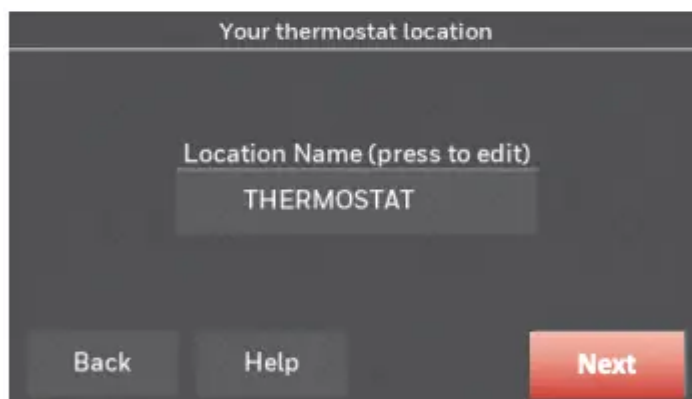 Your thermostat location
Location Name (press to edit)
THERMOSTAT
Back Help Next